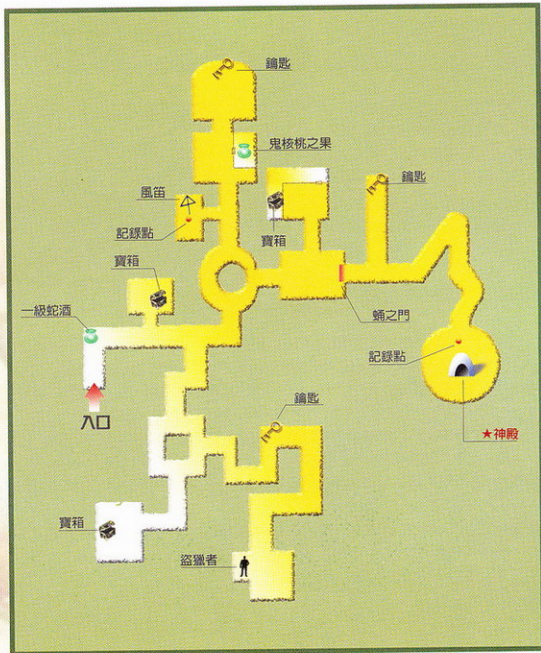 鑰匙
鬼核桃之果
風笛
鑰匙
記錄點
寶箱
寶箱
一級蛇酒
蛹之門
記錄點
入口
鑰匙
★神殿
寶箱
盜獵者